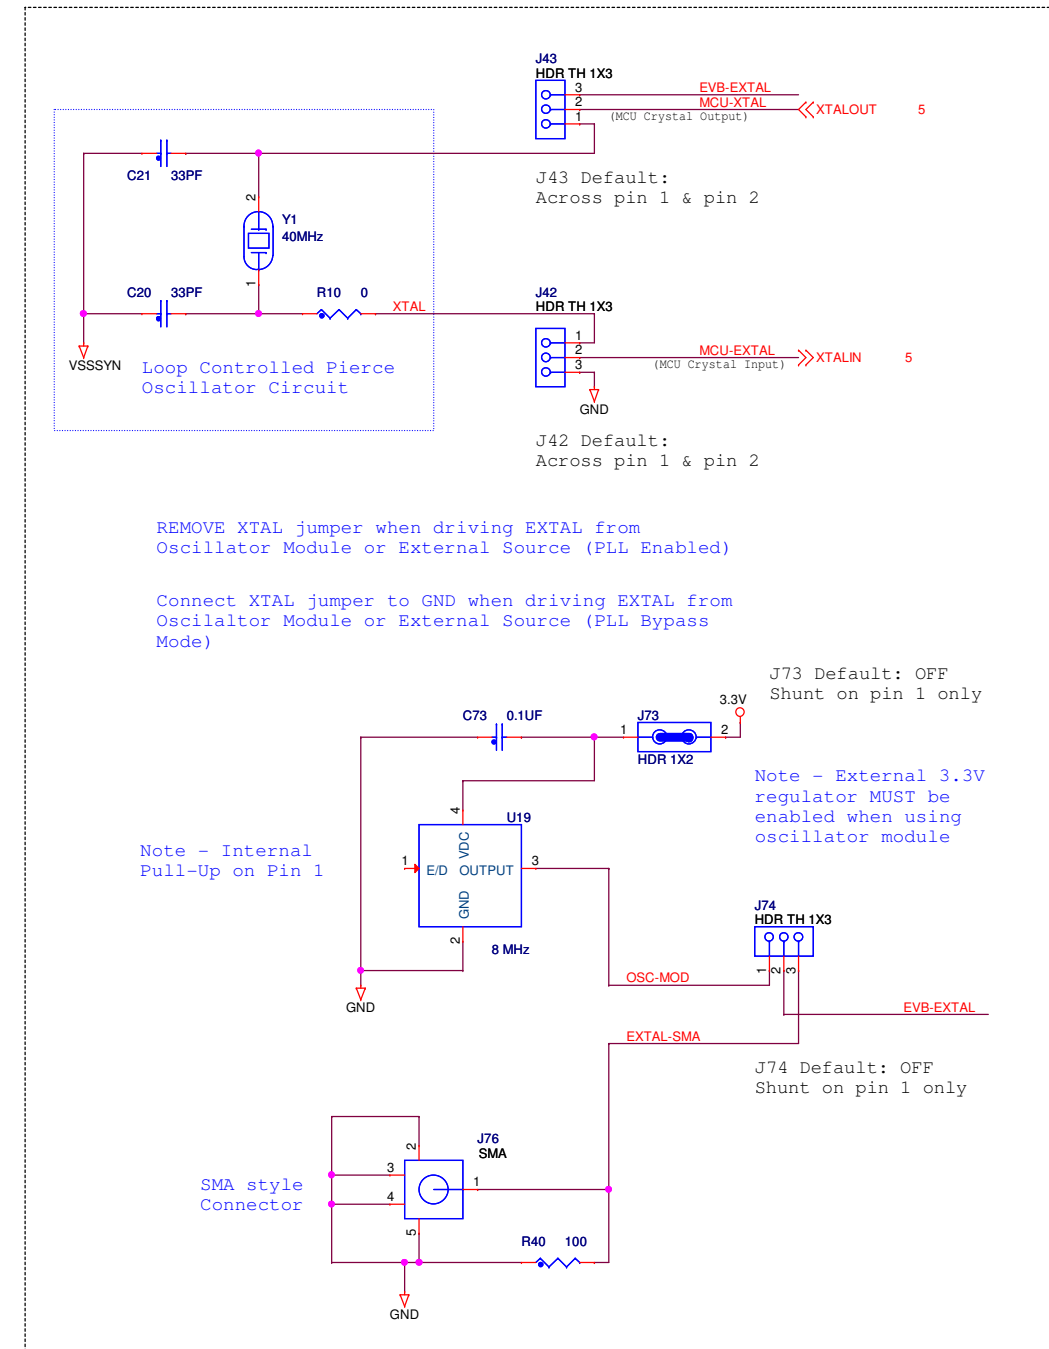 J43
HDR TH 1X3
3
EVB-EXTAL
2
MCU-XTAL
XTALOUT
5
1
(MCU Crystal Output)
C21
33PF
J43 Default:
Across pin 1 & pin 2
2
Y1
40MHz
1
C20
33PF
R10
0
XTAL
J42
HDR TH 1X3
1
2
MCU-EXTAL
XTALIN
5
3
(MCU Crystal Input)
VSSSYN
Loop Controlled Pierce
Oscillator Circuit
GND
J42 Default:
Across pin 1 & pin 2
REMOVE XTAL jumper when driving EXTAL from
Oscillator Module or External Source (PLL Enabled)
Connect XTAL jumper to GND when driving EXTAL from
Oscilaltor Module or External Source (PLL Bypass
Mode)
J73 Default: OFF
Shunt on pin 1 only
3.3V
C73
0.1UF
J73
1
2
HDR 1X2
Note - External 3.3V
regulator MUST be
enabled when using
oscillator module
4
U19
VDC
Note - Internal
Pull-Up on Pin 1
1
E/D
OUTPUT
3
GND
2
8 MHz
J74
HDR TH 1X3
1
2
3
OSC-MOD
GND
EVB-EXTAL
EXTAL-SMA
J74 Default: OFF
Shunt on pin 1 only
J76
SMA
2
3
1
4
SMA style
Connector
5
R40
100
GND